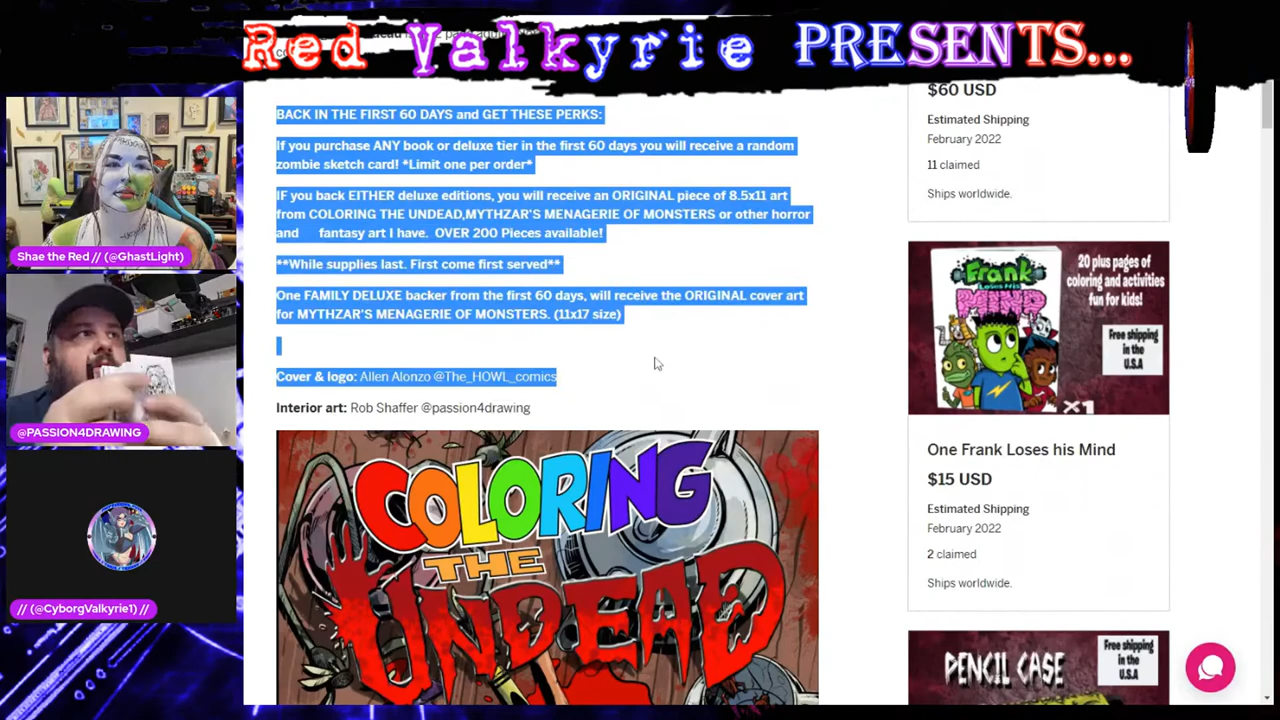 Red Valkyrie PRESENTS...
BACK IN THE FIRST 60 DAYS and GET THESE PERKS:
If you purchase ANY book or deluxe tier in the first 60 days you will receive a random
zombie sketch card! *Limit one per order*
IF you back EITHER deluxe editions, you will receive an ORIGINAL piece of 8.5x11 art
from COLORING THE UNDEAD,MYTHZAR'S MENAGERIE OF MONSTERS or other horror
and fantasy art I have. OVER 200 Pieces available!
**While supplies last. First come first served**
One FAMILY DELUXE backer from the first 60 days, will receive the ORIGINAL cover art
for MYTHZAR'S MENAGERIE OF MONSTERS. (11x17 size)
Cover & logo: Allen Alonzo @The_HOWL_comics
Interior art: Rob Shaffer @passion4drawing
COLORING
THE
UNDEAD
$60 USD
Estimated Shipping
February 2022
11 claimed
Ships worldwide.
Frank
Loses his
MIND
20 plus pages of
coloring and activities
fun for kids!
Free shipping
in the
U.S.A
x1
One Frank Loses his Mind
$15 USD
Estimated Shipping
February 2022
2 claimed
Ships worldwide.
PENCIL CASE
Free shipping
in the
U.S.A
Shae the Red // (@GhastLight)
@PASSION4DRAWING
// (@CyborgValkyrie1) //